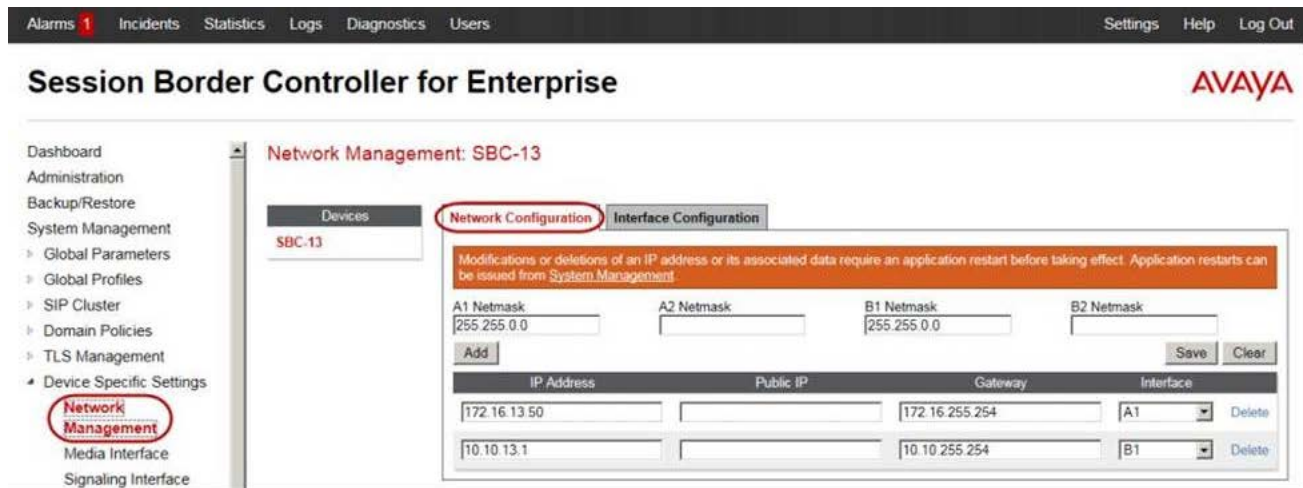 Alarms 1 Incidents Statistics Logs Diagnostics Users Settings Help Log Out
Session Border Controller for Enterprise
AVAYA
Dashboard
Administration
Backup/Restore
System Management
Global Parameters
Global Profiles
SIP Cluster
Domain Policies
TLS Management
Device Specific Settings
Network
Management
Media Interface
Signaling Interface
Network Management: SBC-13
Devices
SBC-13
Network Configuration Interface Configuration
Modifications or deletions of an IP address or its associated data require an application restart before taking effect. Application restarts can
be issued from System Management.
A1 Netmask A2 Netmask B1 Netmask B2 Netmask
255.255.0.0 255.255.0.0
Add Save Clear
IP Address Public IP Gateway Interface
172.16.13.50 172.16.255.254 A1 Delete
10.10.13.1 10.10.255.254 B1 Delete